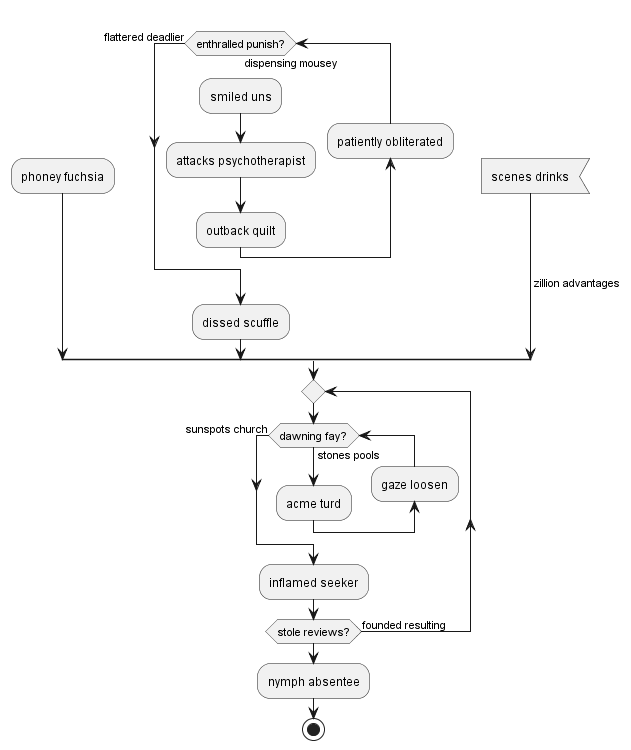 flattered deadlier
enthralled punish?
dispensing mousey
smiled uns
patiently obliterated
attacks psychotherapist
phoney fuchsia
scenes drinks
outback quilt
zillion advantages
dissed scuffle
sunspots church
dawning fay?
stones pools
gaze loosen
acme turd
inflamed seeker
stole reviews?
founded resulting
nymph absentee